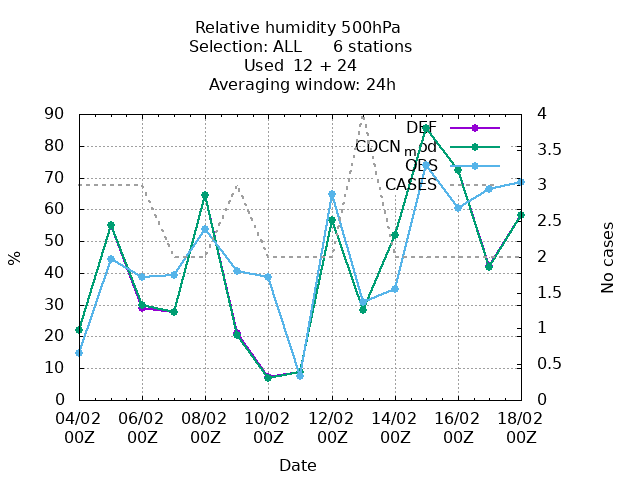 Relative humidity 500hPa
Selection: ALL 6 stations
Used 12 + 24
Averaging window: 24h
90 4
80 3.5
70 3
60 2.5
50 2
40 1.5
30 1
20 0.5
10 0
0
%
No cases
DEF
CDCN_mod
OBS
CASES
04/02 06/02 08/02 10/02 12/02 14/02 16/02 18/02
00Z 00Z 00Z 00Z 00Z 00Z 00Z 00Z
Date